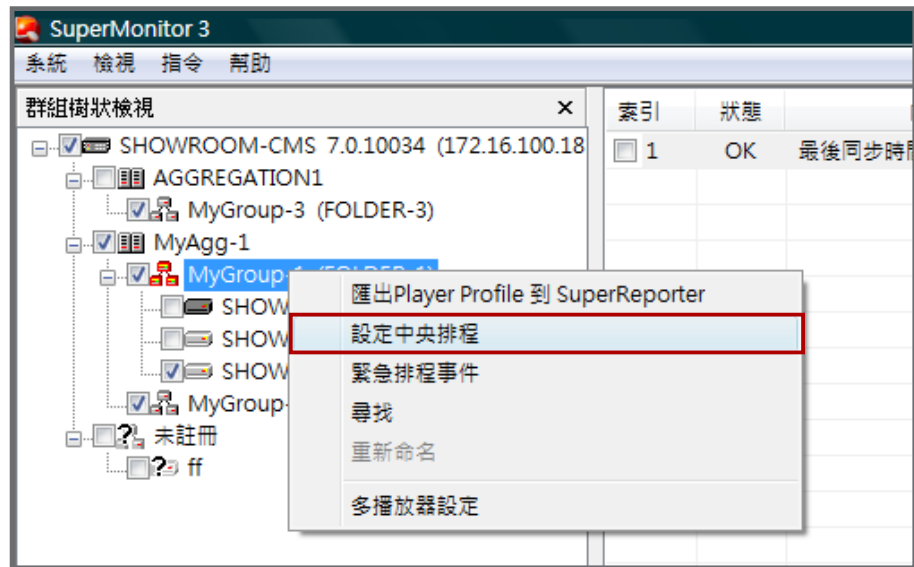 SuperMonitor 3
系統 檢視 指令 幫助
群組樹狀檢視
索引 狀態
SHOWROOM-CMS 7.0.10034 (172.16.100.18
1 OK 最後同步時間
AGGREGATION1
MyGroup-3 (FOLDER-3)
MyAgg-1
MyGroup-1 (FOLDER-1)
匯出Player Profile 到 SuperReporter
SHOW
設定中央排程
SHOW
緊急排程事件
SHOW
尋找
MyGroup-
重新命名
未註冊
ff
多播放器設定